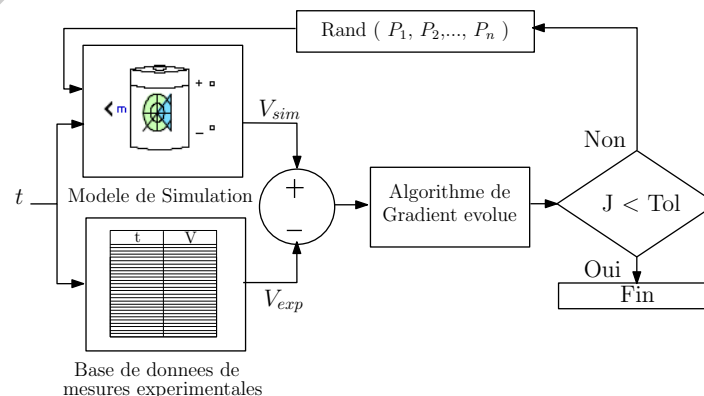 Rand ( P1, P2,..., Pn )
+
< m
−
Vsim
Non
t
Modele de Simulation
+
−
Algorithme de
Gradient evolue
J < Tol
t V
Vexp
Oui
Fin
Base de donnees de
mesures experimentales